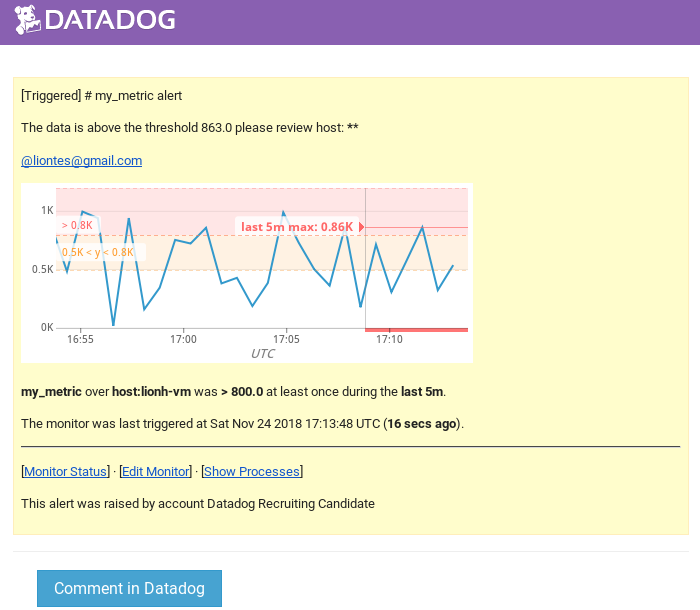 DATADOG
[Triggered] # my_metric alert
The data is above the threshold 863.0 please review host: **
@liontes@gmail.com
1K
> 0.8K
last 5m max: 0.86K
0.5K < y < 0.8K
0.5K
0K
16:55 17:00 17:05 17:10
UTC
my_metric over host:lionh-vm was > 800.0 at least once during the last 5m.
The monitor was last triggered at Sat Nov 24 2018 17:13:48 UTC (16 secs ago).
[Monitor Status] · [Edit Monitor] · [Show Processes]
This alert was raised by account Datadog Recruiting Candidate
Comment in Datadog